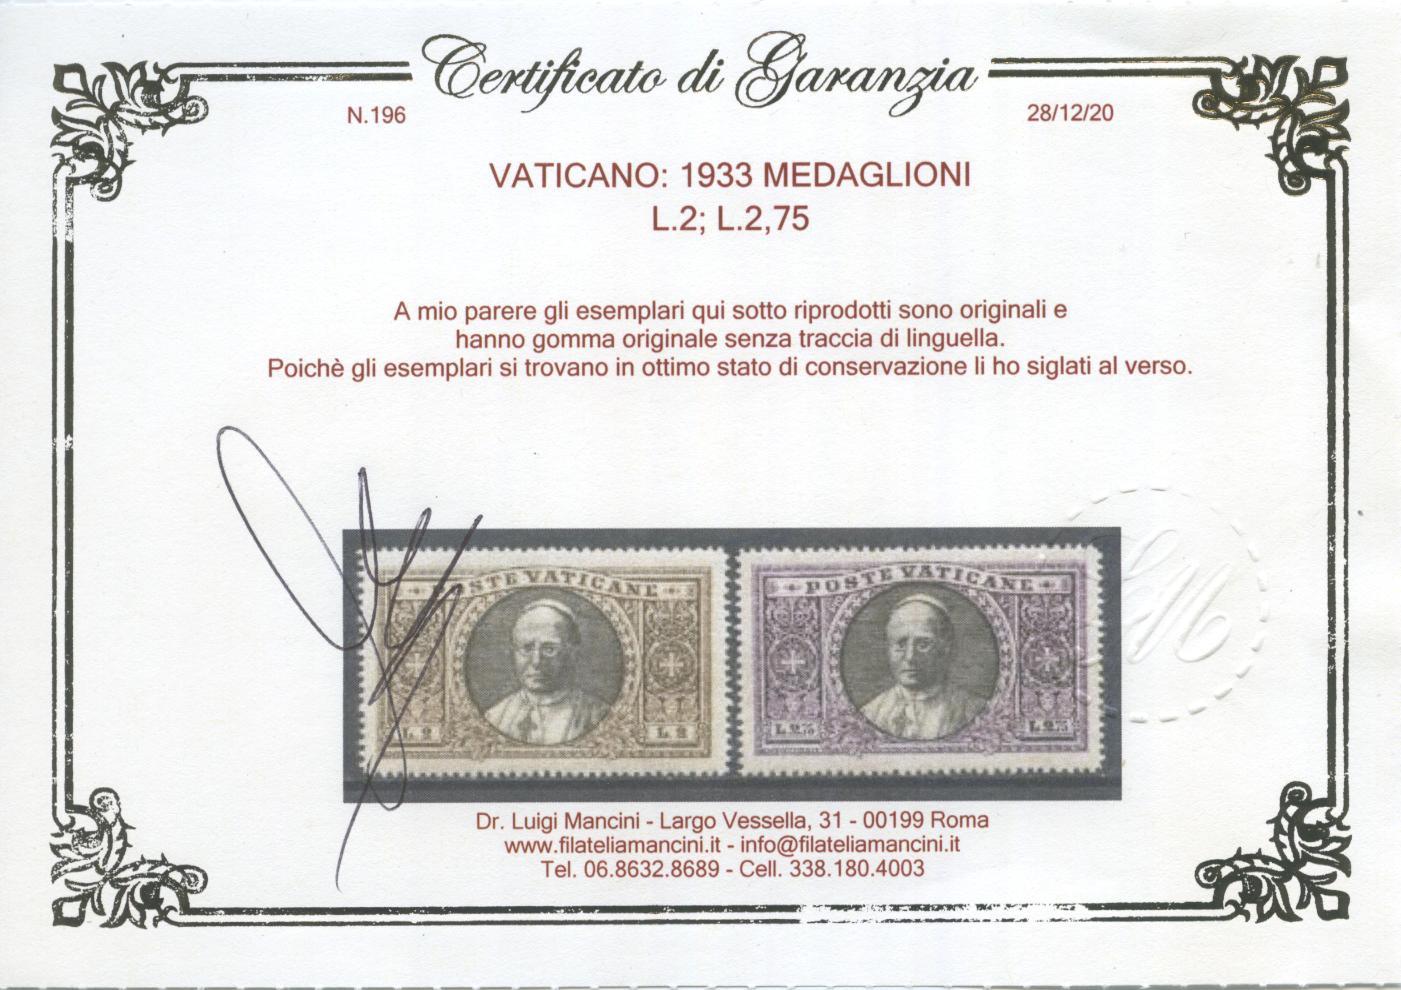 Certificato di Garanzia
N.196
28/12/20
VATICANO: 1933 MEDAGLIONI
L.2; L.2,75
A mio parere gli esemplari qui sotto riprodotti sono originali e
hanno gomma originale senza traccia di linguella.
Poichè gli esemplari si trovano in ottimo stato di conservazione li ho siglati al verso.
POSTE VATICANE
L. 2 L. 2
POSTE VATICANE
L. 2,75 L. 2,75
Dr. Luigi Mancini - Largo Vessella, 31 - 00199 Roma
www.filateliamancini.it - info@filateliamancini.it
Tel. 06.8632.8689 - Cell. 338.180.4003